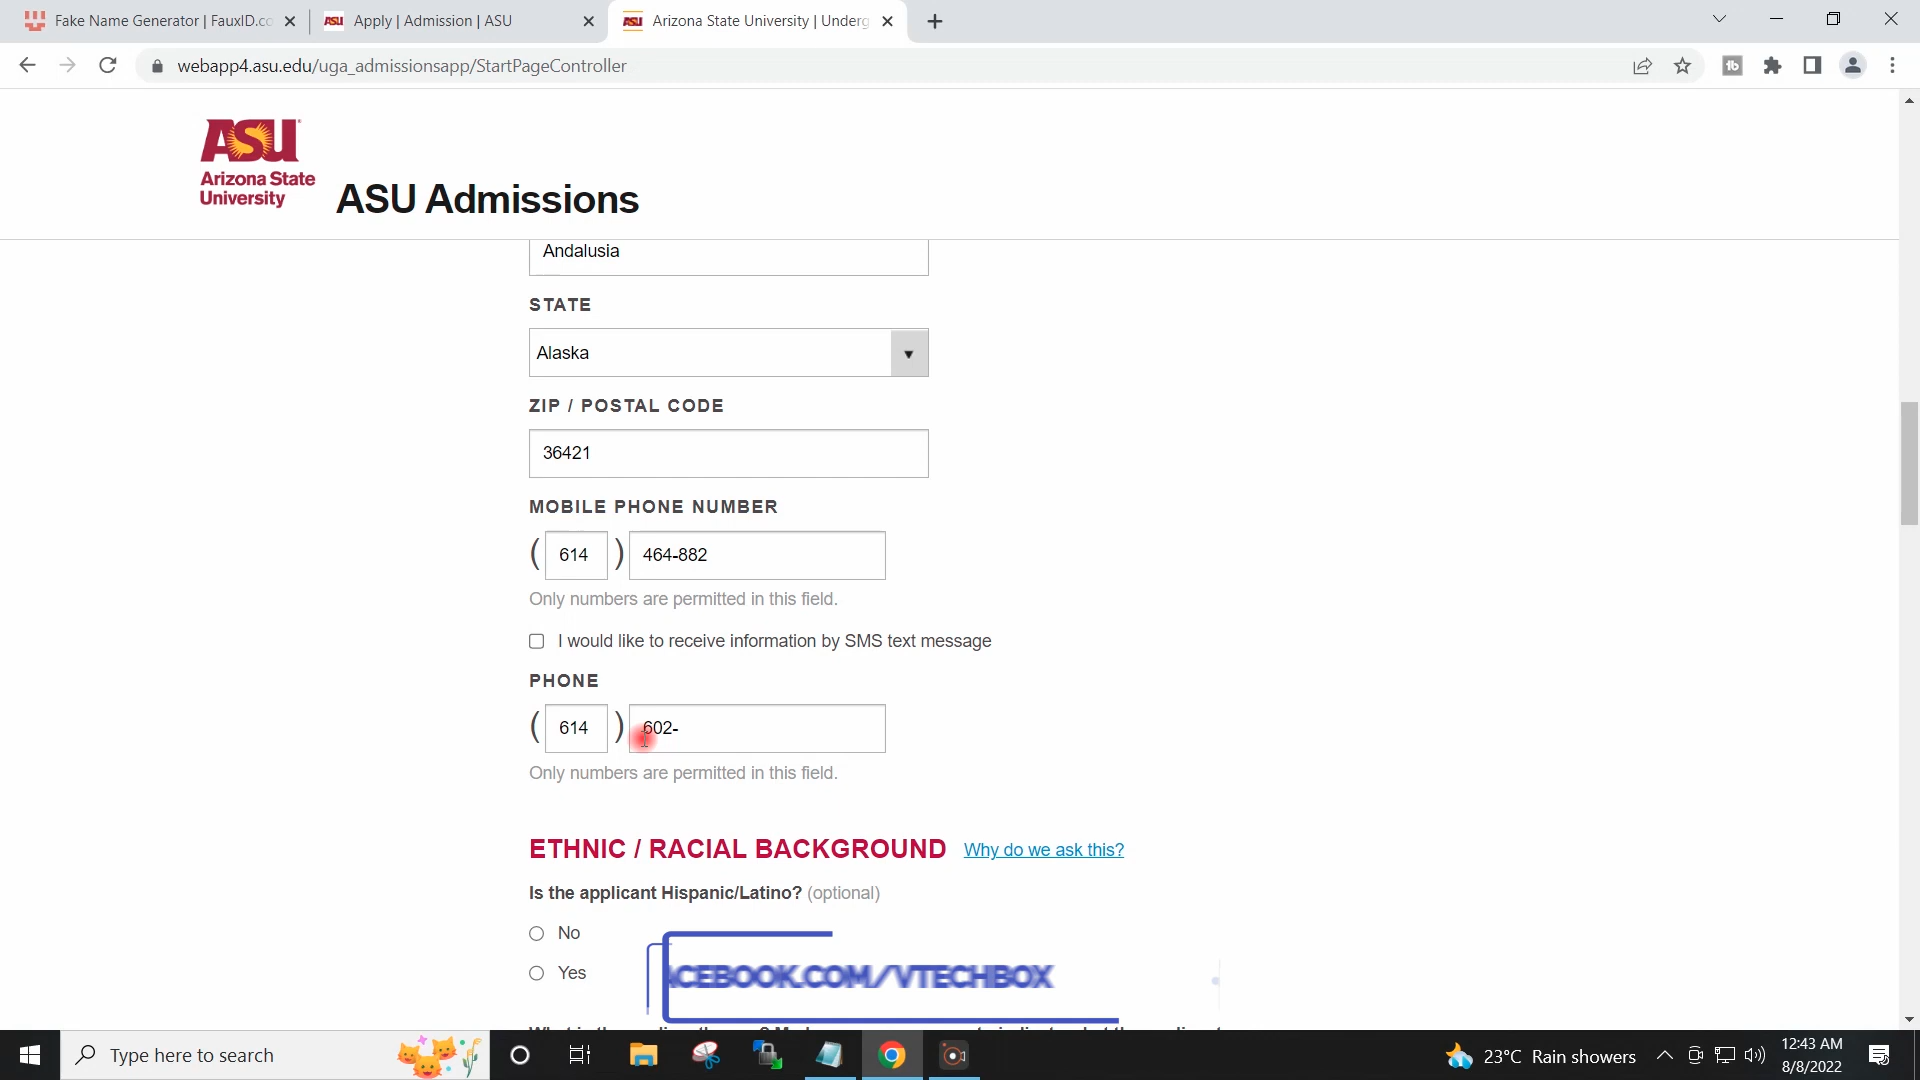 Fake Name Generator | FauxID.co
Apply | Admission | ASU
ASU
Arizona State University | Underg
webapp4.asu.edu/uga_admissionsapp/StartPageController
ASU
Arizona State
University
ASU Admissions
Andalusia
STATE
Alaska
ZIP / POSTAL CODE
36421
MOBILE PHONE NUMBER
( 614 ) 464-882
Only numbers are permitted in this field.
I would like to receive information by SMS text message
PHONE
( 614 ) 602-
Only numbers are permitted in this field.
ETHNIC / RACIAL BACKGROUND Why do we ask this?
Is the applicant Hispanic/Latino? (optional)
No
Yes
ACEBOOK.COM/VTECHBOX
Type here to search
23°C Rain showers
12:43 AM
8/8/2022